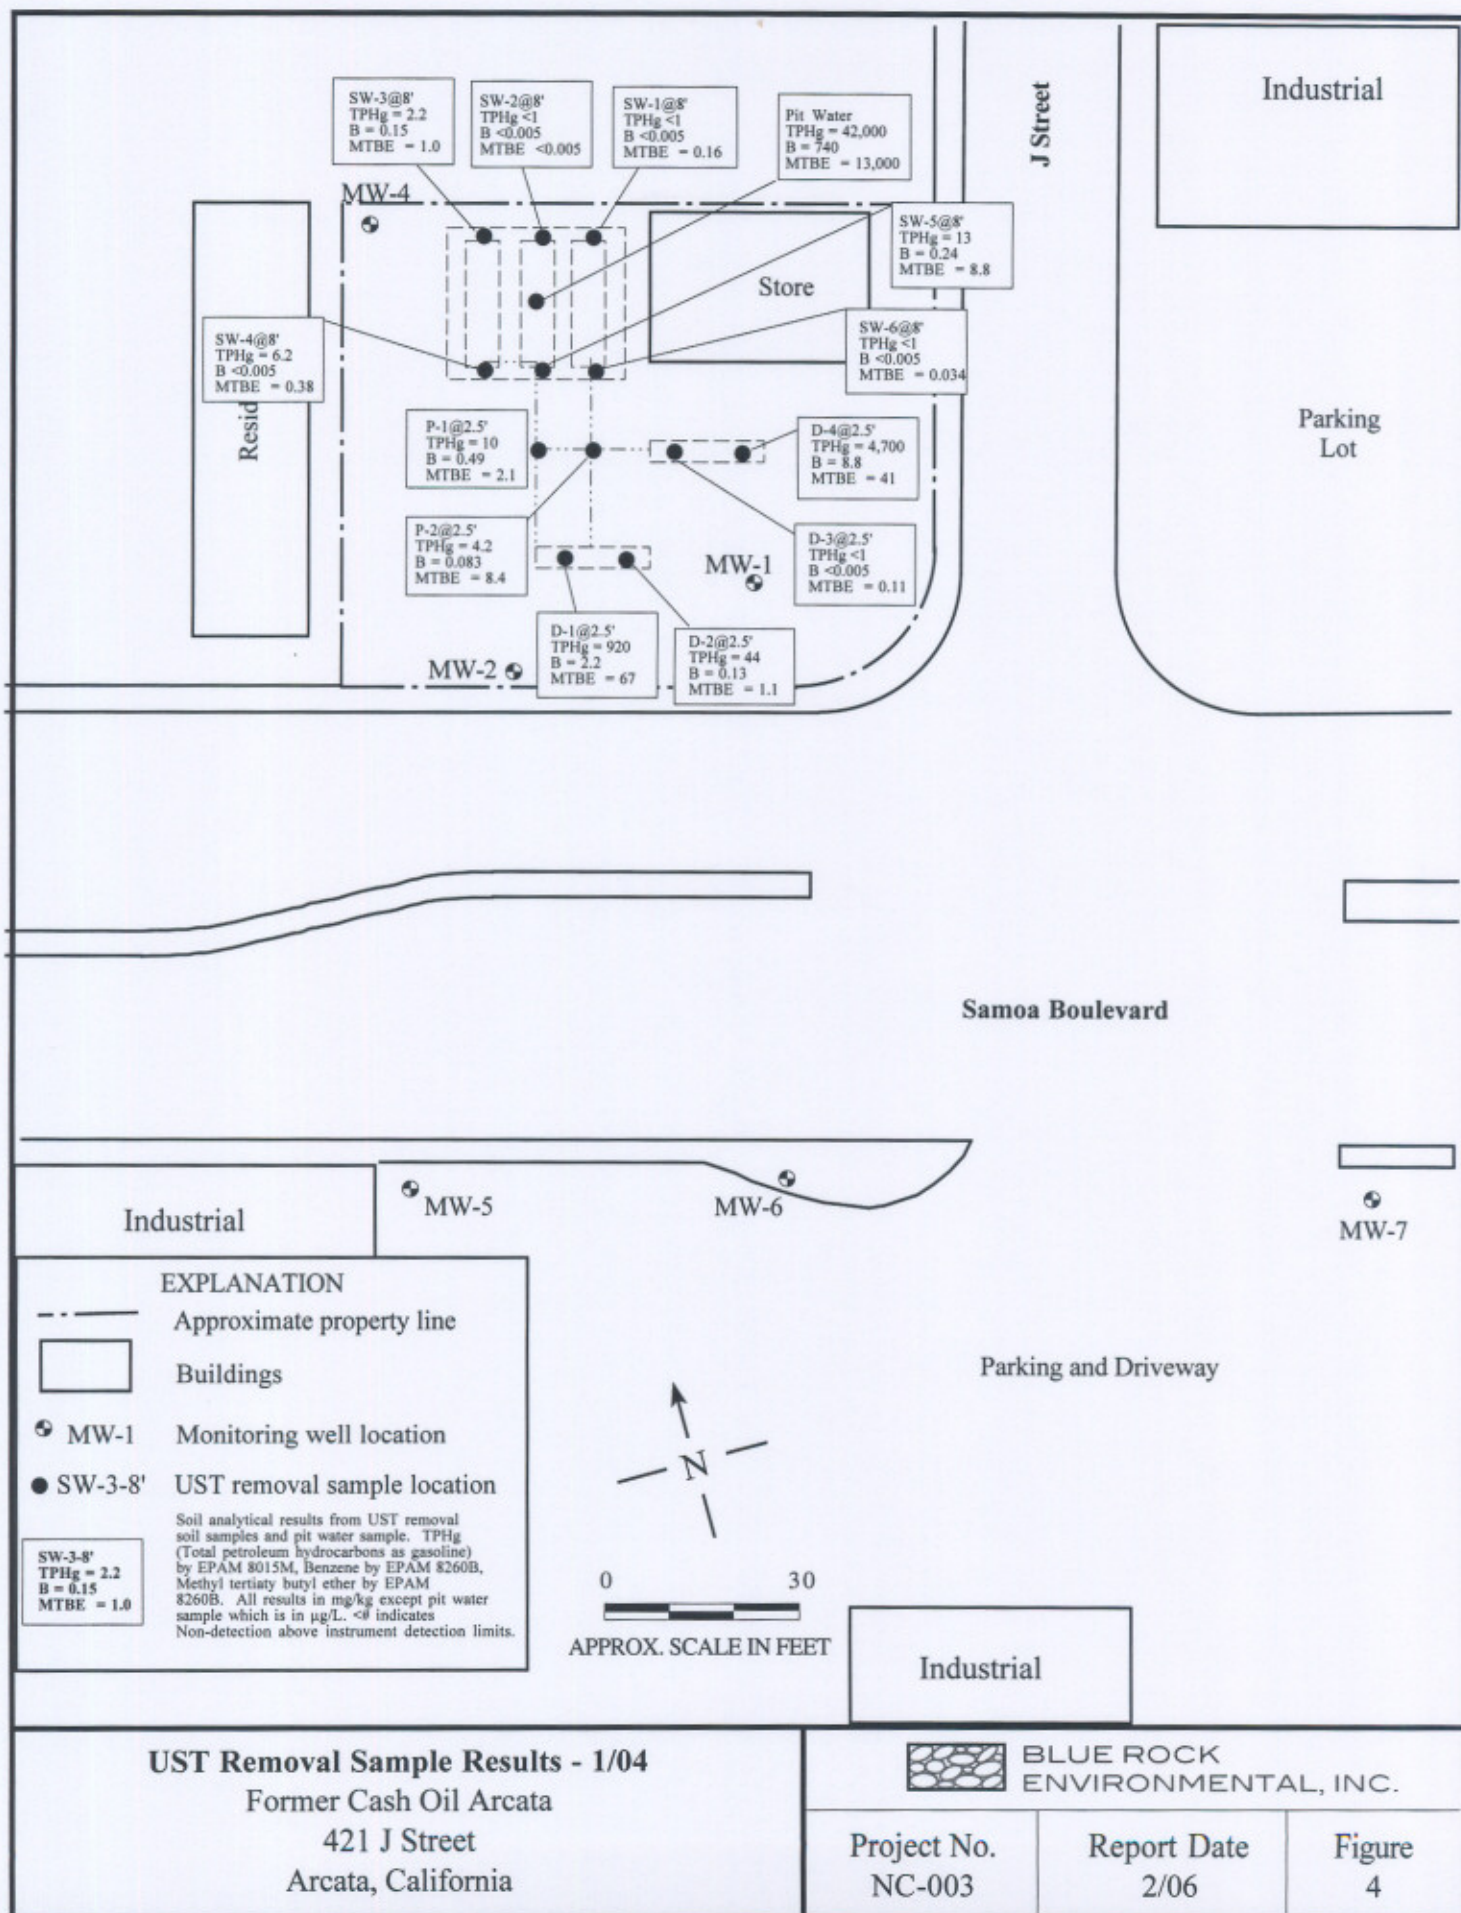 SW-3@8'
TPHg = 2.2
B = 0.15
MTBE = 1.0
SW-2@8'
TPHg <1
B <0.005
MTBE <0.005
SW-1@8'
TPHg <1
B <0.005
MTBE = 0.16
Pit Water
TPHg = 42,000
B = 740
MTBE = 13,000
J Street
Industrial
MW-4
SW-5@8'
TPHg = 13
B = 0.24
MTBE = 8.8
Store
SW-4@8'
TPHg = 6.2
B <0.005
MTBE = 0.38
Resid
SW-6@8'
TPHg <1
B <0.005
MTBE = 0.034
Parking
Lot
P-1@2.5'
TPHg = 10
B = 0.49
MTBE = 2.1
D-4@2.5'
TPHg = 4,700
B = 8.8
MTBE = 41
P-2@2.5'
TPHg = 4.2
B = 0.083
MTBE = 8.4
MW-1
D-3@2.5'
TPHg <1
B <0.005
MTBE = 0.11
D-1@2.5'
TPHg = 920
B = 2.2
MTBE = 67
D-2@2.5'
TPHg = 44
B = 0.13
MTBE = 1.1
MW-2
Samoa Boulevard
MW-5
MW-6
MW-7
Industrial
EXPLANATION
Approximate property line
Buildings
MW-1 Monitoring well location
SW-3-8' UST removal sample location
SW-3-8'
TPHg = 2.2
B = 0.15
MTBE = 1.0
Soil analytical results from UST removal
soil samples and pit water sample. TPHg
(Total petroleum hydrocarbons as gasoline)
by EPAM 8015M, Benzene by EPAM 8260B,
Methyl tertiaty butyl ether by EPAM
8260B. All results in mg/kg except pit water
sample which is in µg/L. <# indicates
Non-detection above instrument detection limits.
Parking and Driveway
N
0 30
APPROX. SCALE IN FEET
Industrial
UST Removal Sample Results - 1/04
Former Cash Oil Arcata
421 J Street
Arcata, California
BLUE ROCK
ENVIRONMENTAL, INC.
Project No.
NC-003
Report Date
2/06
Figure
4